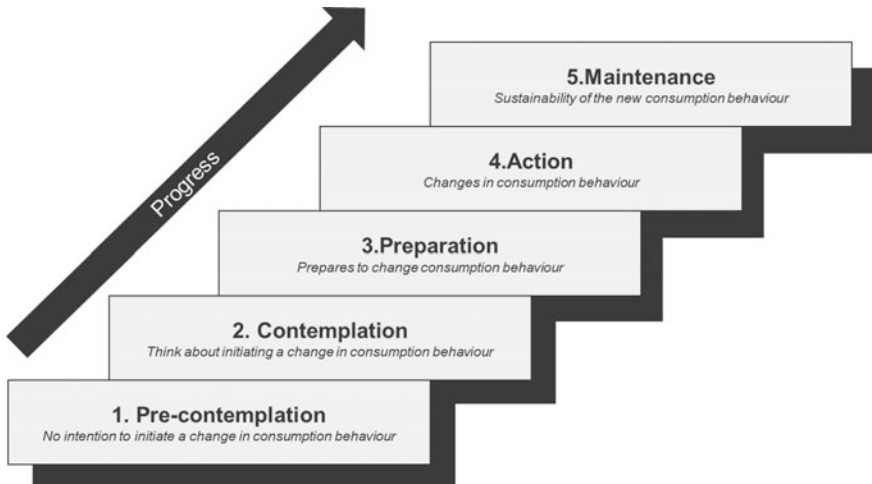 5.Maintenance
Sustainability of the new consumption behaviour
4.Action
Changes in consumption behaviour
Progress
3.Preparation
Prepares to change consumption behaviour
2. Contemplation
Think about initiating a change in consumption behaviour
1. Pre-contemplation
No intention to initiate a change in consumption behaviour